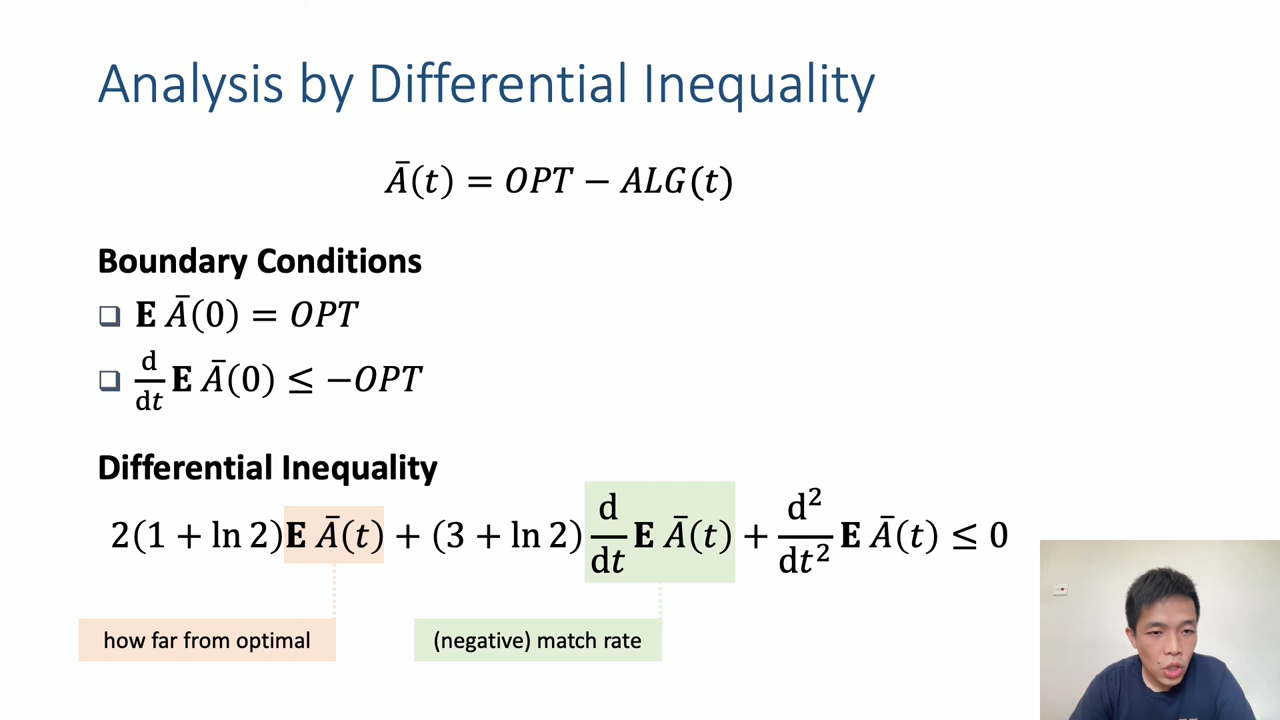 Analysis by Differential Inequality
Ā(t) = OPT − ALG(t)
Boundary Conditions
❑ E Ā(0) = OPT
❑ d/dt E Ā(0) ≤ −OPT
Differential Inequality
2(1 + ln 2)E Ā(t) + (3 + ln 2) d/dt E Ā(t) + d²/dt² E Ā(t) ≤ 0
how far from optimal
(negative) match rate